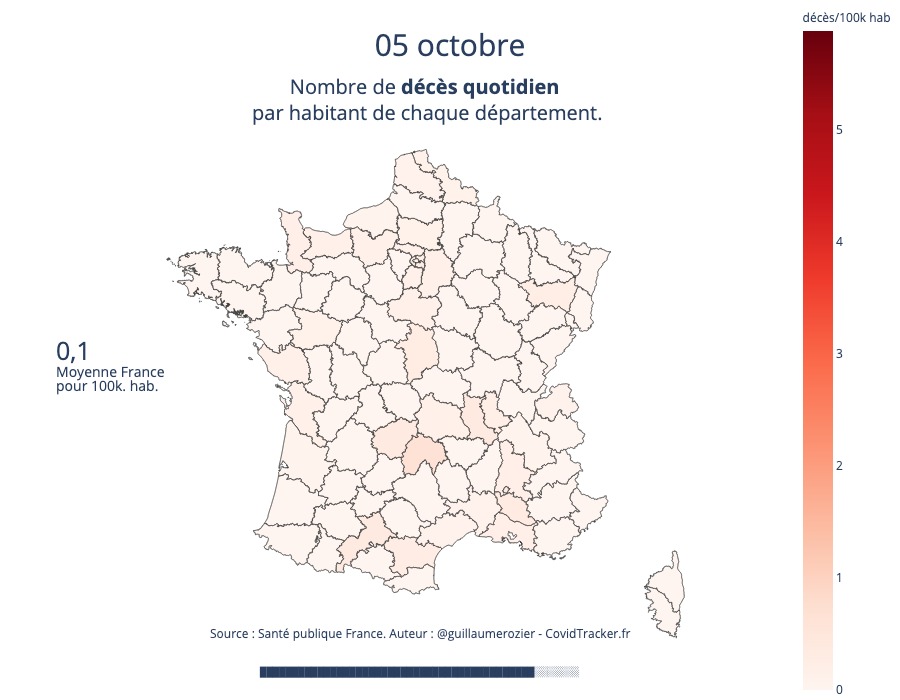 décès/100k hab
05 octobre
Nombre de décès quotidien
par habitant de chaque département.
5
4
3
2
1
0
0,1
Moyenne France
pour 100k. hab.
Source : Santé publique France. Auteur : @guillaumerozier - CovidTracker.fr